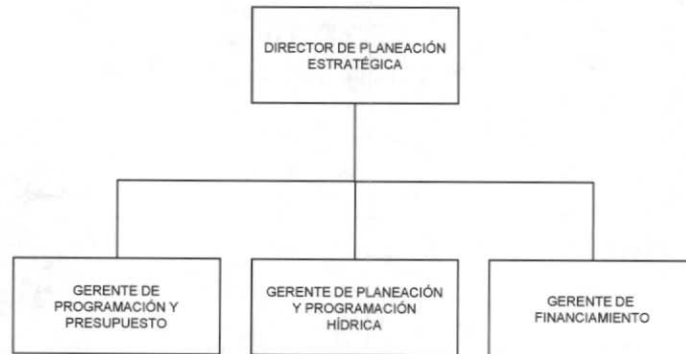 DIRECTOR DE PLANEACIÓN
ESTRATÉGICA
GERENTE DE
PROGRAMACIÓN Y
PRESUPUESTO
GERENTE DE PLANEACIÓN
Y PROGRAMACIÓN
HÍDRICA
GERENTE DE
FINANCIAMIENTO